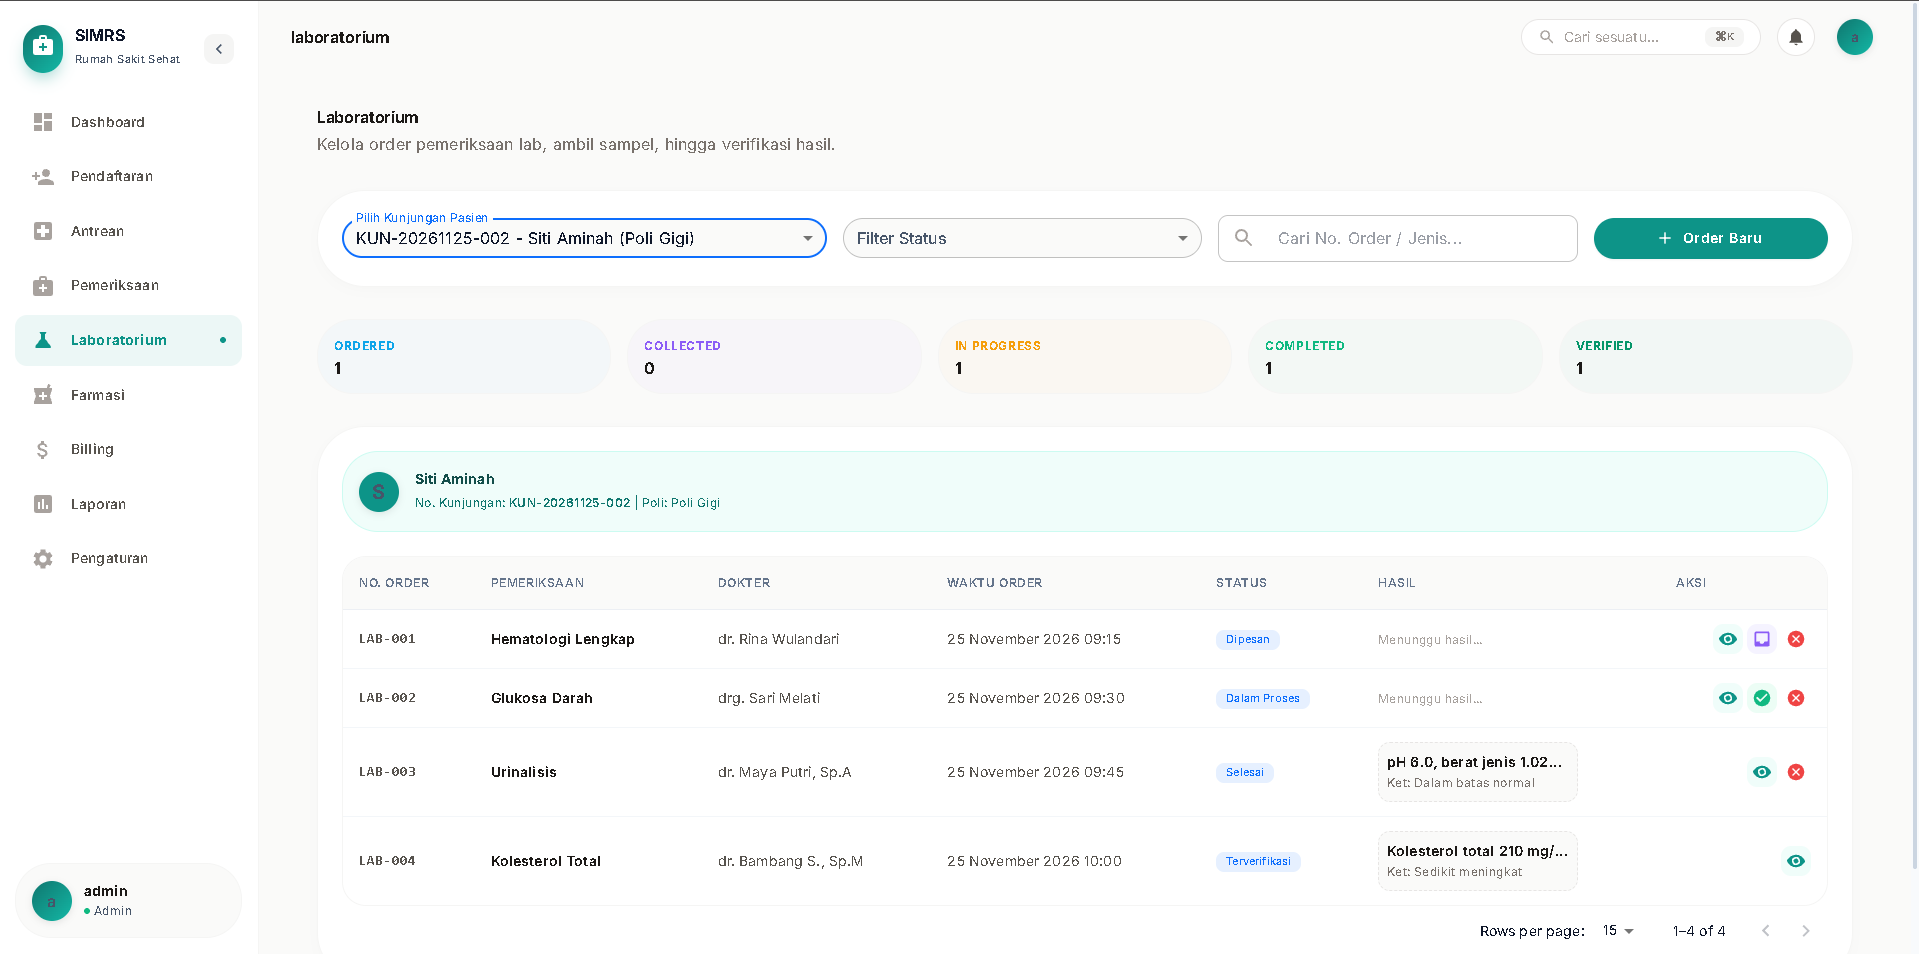 SIMRS
Rumah Sakit Sehat
laboratorium
Cari sesuatu...
⌘K
a
Dashboard
Pendaftaran
Antrean
Pemeriksaan
Laboratorium
Farmasi
Billing
Laporan
Pengaturan
a
admin
Admin
Laboratorium
Kelola order pemeriksaan lab, ambil sampel, hingga verifikasi hasil.
Pilih Kunjungan Pasien
KUN-20261125-002 - Siti Aminah (Poli Gigi)
Filter Status
Cari No. Order / Jenis...
Order Baru
ORDERED
1
COLLECTED
0
IN PROGRESS
1
COMPLETED
1
VERIFIED
1
S
Siti Aminah
No. Kunjungan: KUN-20261125-002 | Poli: Poli Gigi
NO. ORDER PEMERIKSAAN DOKTER WAKTU ORDER STATUS HASIL AKSI
LAB-001 Hematologi Lengkap dr. Rina Wulandari 25 November 2026 09:15 Dipesan Menunggu hasil...
LAB-002 Glukosa Darah drg. Sari Melati 25 November 2026 09:30 Dalam Proses Menunggu hasil...
LAB-003 Urinalisis dr. Maya Putri, Sp.A 25 November 2026 09:45 Selesai pH 6.0, berat jenis 1.02...
Ket: Dalam batas normal
LAB-004 Kolesterol Total dr. Bambang S., Sp.M 25 November 2026 10:00 Terverifikasi Kolesterol total 210 mg/...
Ket: Sedikit meningkat
Rows per page: 15 1–4 of 4